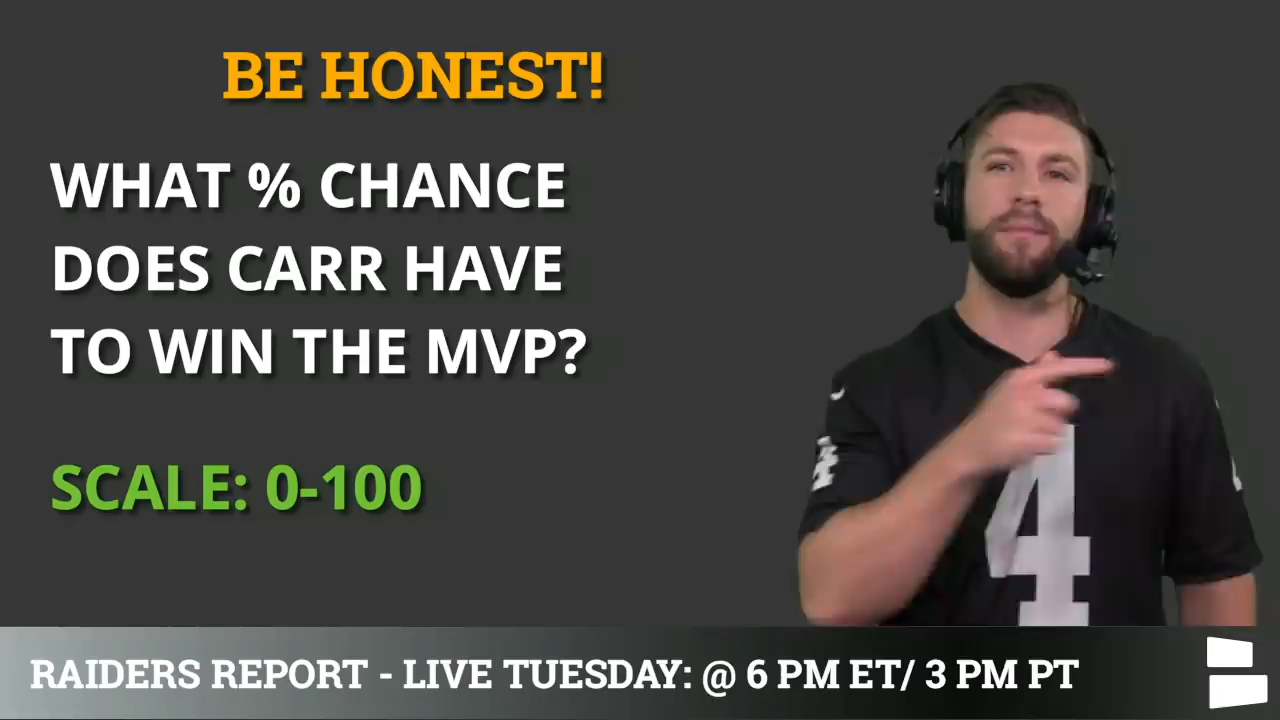 BE HONEST!
WHAT % CHANCE
DOES CARR HAVE
TO WIN THE MVP?
SCALE: 0-100
4
4
RAIDERS REPORT - LIVE TUESDAY: @ 6 PM ET/ 3 PM PT